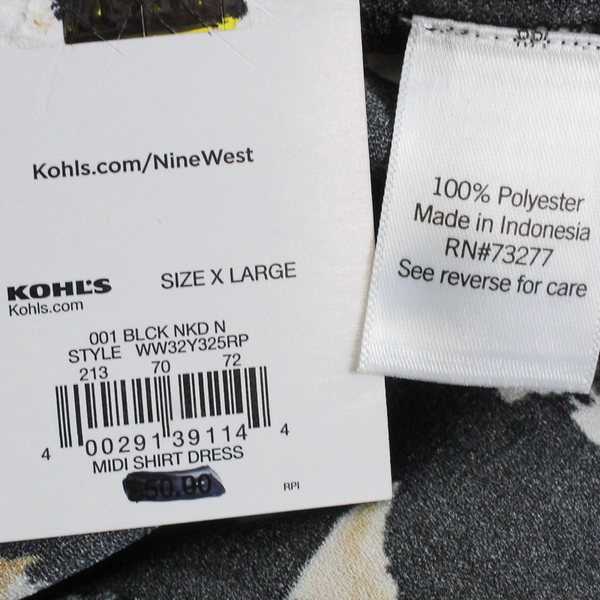 Kohls.com/NineWest
KOHL'S
Kohls.com
SIZE X LARGE
001 BLCK NKD N
STYLE WW32Y325RP
213 70 72
4 00291 39114 4
MIDI SHIRT DRESS
$50.00
RPI
100% Polyester
Made in Indonesia
RN#73277
See reverse for care